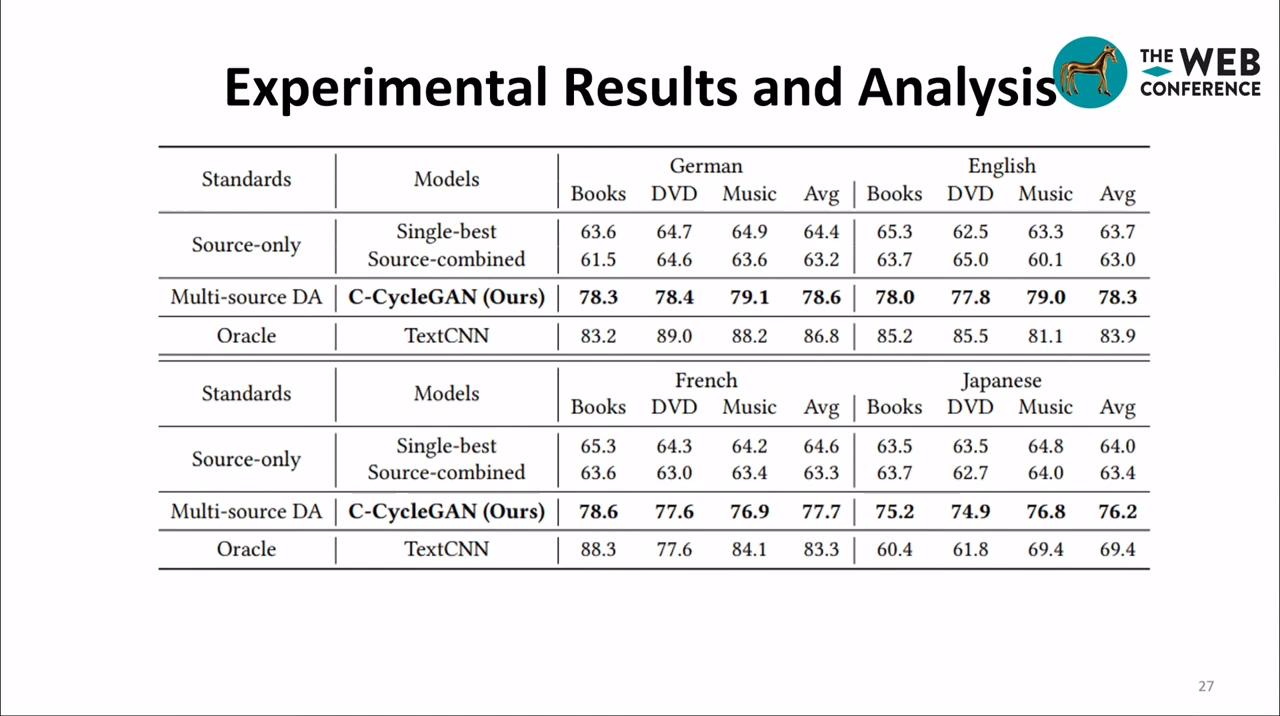 Experimental Results and Analysis
THE WEB
CONFERENCE
Standards Models German English
Books DVD Music Avg Books DVD Music Avg
Source-only Single-best 63.6 64.7 64.9 64.4 65.3 62.5 63.3 63.7
Source-combined 61.5 64.6 63.6 63.2 63.7 65.0 60.1 63.0
Multi-source DA C-CycleGAN (Ours) 78.3 78.4 79.1 78.6 78.0 77.8 79.0 78.3
Oracle TextCNN 83.2 89.0 88.2 86.8 85.2 85.5 81.1 83.9
Standards Models French Japanese
Books DVD Music Avg Books DVD Music Avg
Source-only Single-best 65.3 64.3 64.2 64.6 63.5 63.5 64.8 64.0
Source-combined 63.6 63.0 63.4 63.3 63.7 62.7 64.0 63.4
Multi-source DA C-CycleGAN (Ours) 78.6 77.6 76.9 77.7 75.2 74.9 76.8 76.2
Oracle TextCNN 88.3 77.6 84.1 83.3 60.4 61.8 69.4 69.4
27